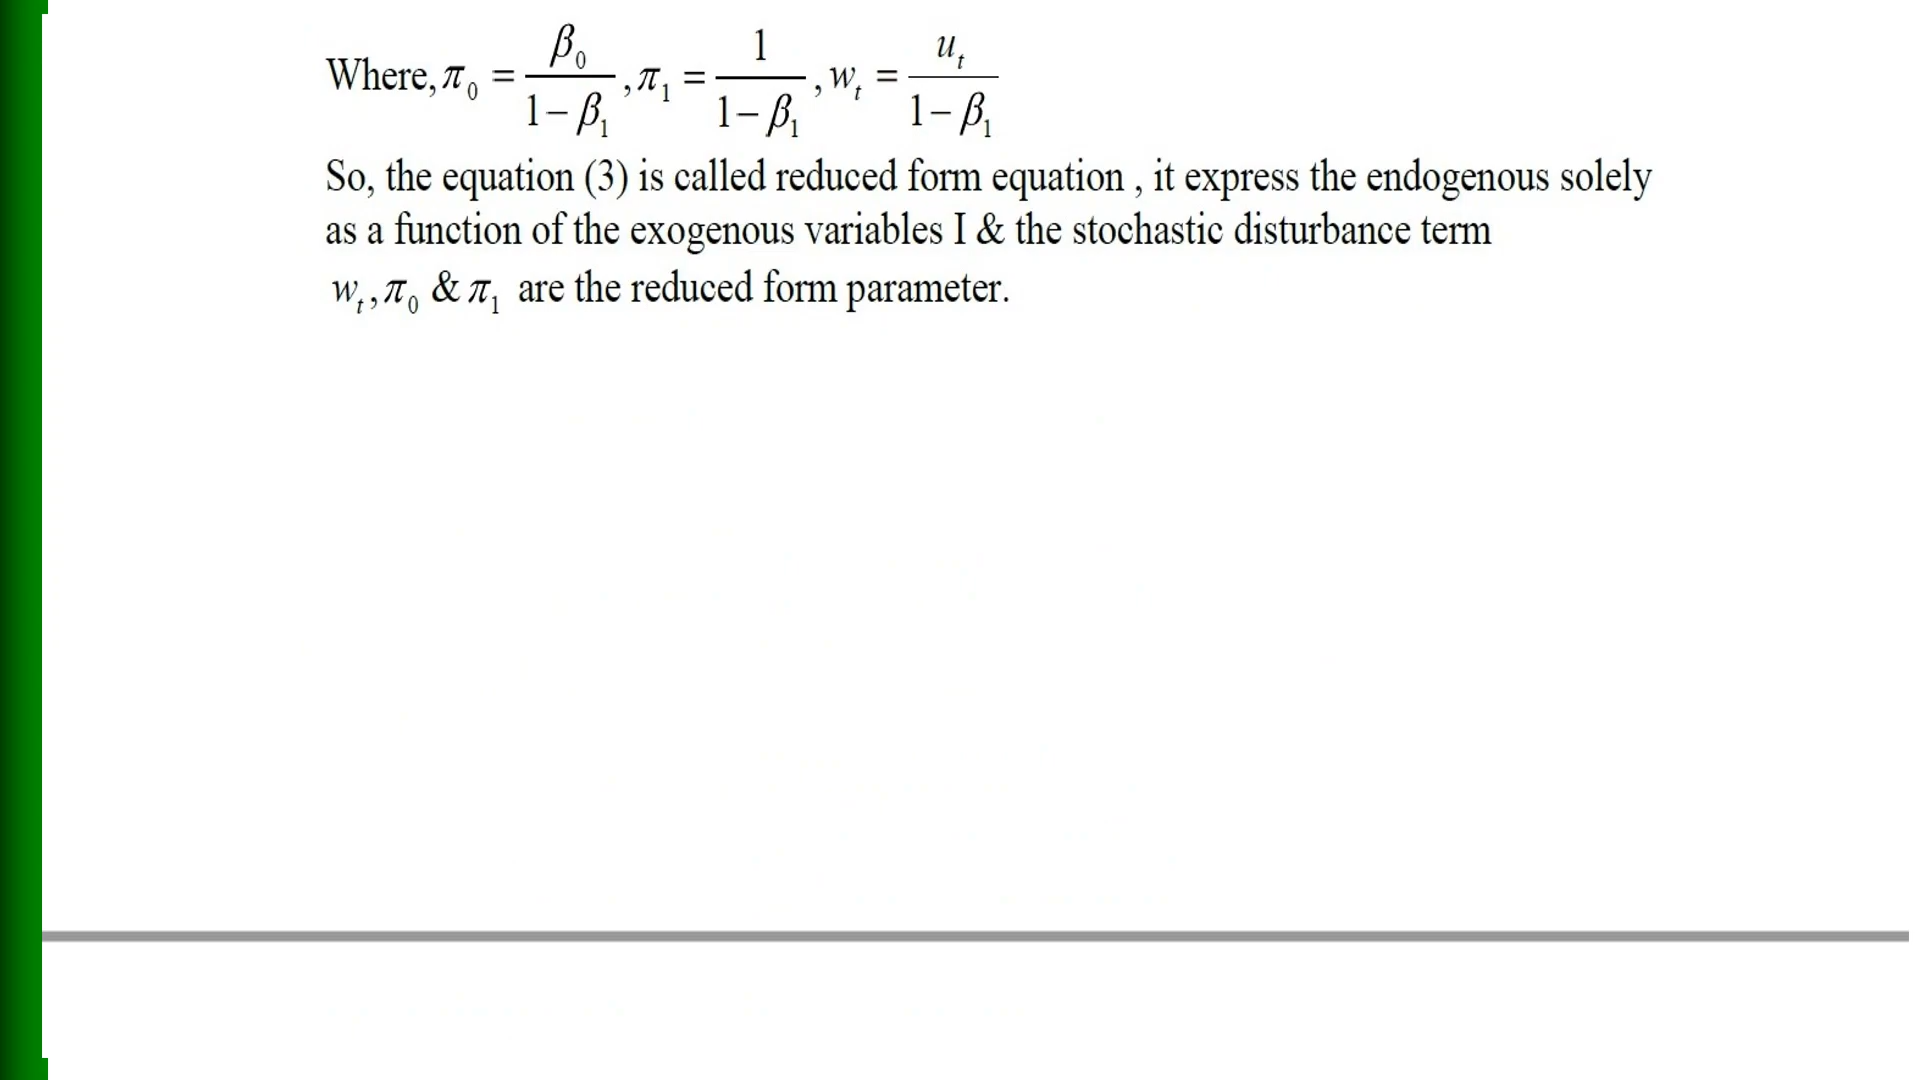 Where, π₀ = β₀ / (1 − β₁), π₁ = 1 / (1 − β₁), wₜ = uₜ / (1 − β₁)
So, the equation (3) is called reduced form equation , it express the endogenous solely
as a function of the exogenous variables I & the stochastic disturbance term
wₜ, π₀ & π₁ are the reduced form parameter.